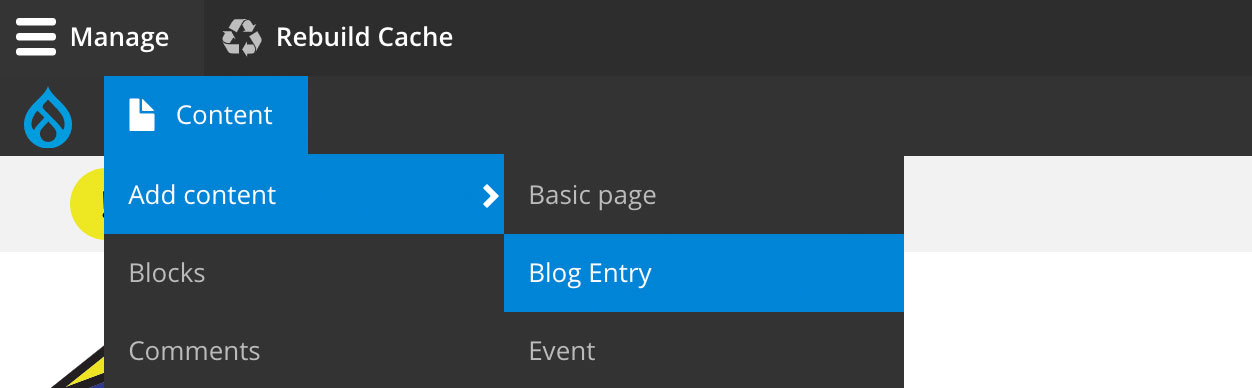 Manage
Rebuild Cache
Content
Add content
Basic page
Blocks
Blog Entry
Comments
Event